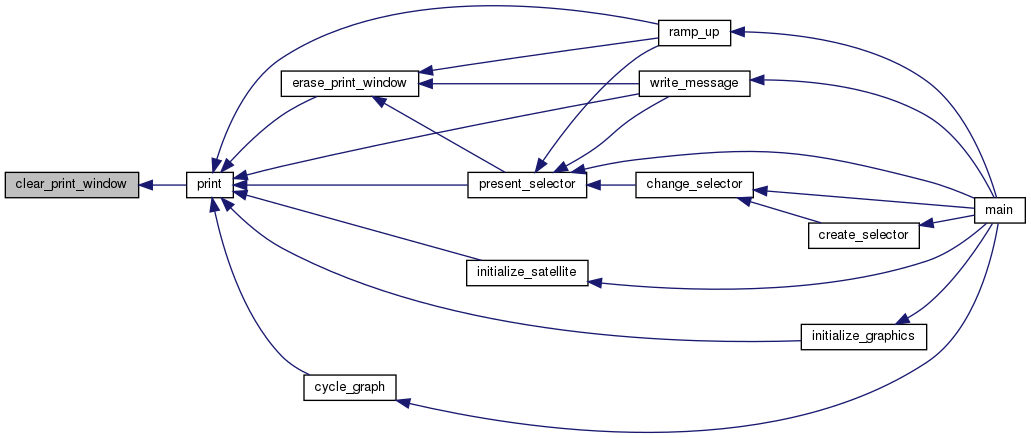 ramp_up
erase_print_window
write_message
clear_print_window
print
present_selector
change_selector
main
create_selector
initialize_satellite
initialize_graphics
cycle_graph